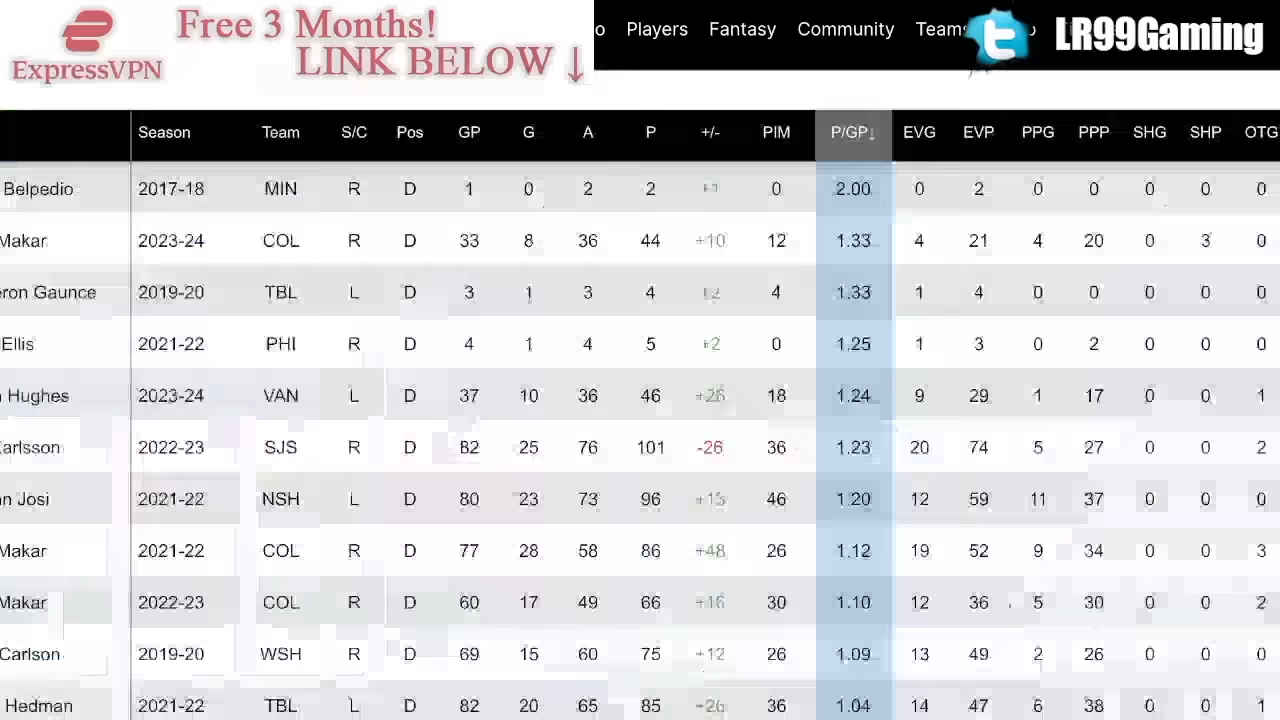 Free 3 Months!
LINK BELOW ↓
ExpressVPN
Players Fantasy Community Teams
LR99Gaming
Season Team S/C Pos GP G A P +/- PIM P/GP↓ EVG EVP PPG PPP SHG SHP OTG
Belpedio 2017-18 MIN R D 1 0 2 2 0 2.00 0 2 0 0 0 0 0
Makar 2023-24 COL R D 33 8 36 44 +10 12 1.33 4 21 4 20 0 3 0
ron Gaunce 2019-20 TBL L D 3 1 3 4 +2 4 1.33 1 4 0 0 0 0 0
Ellis 2021-22 PHI R D 4 1 4 5 +2 0 1.25 1 3 0 2 0 0 0
Hughes 2023-24 VAN L D 37 10 36 46 +26 18 1.24 9 29 1 17 0 0 1
Karlsson 2022-23 SJS R D 82 25 76 101 -26 36 1.23 20 74 5 27 0 0 2
n Josi 2021-22 NSH L D 80 23 73 96 46 1.20 12 59 11 37 0 0 0
Makar 2021-22 COL R D 77 28 58 86 +48 26 1.12 19 52 9 34 0 0 3
Makar 2022-23 COL R D 60 17 49 66 +16 30 1.10 12 36 5 30 0 0 2
Carlson 2019-20 WSH R D 69 15 60 75 +12 26 1.09 13 49 2 26 0 0 0
Hedman 2021-22 TBL L D 82 20 65 85 +26 36 1.04 14 47 6 38 0 0 1